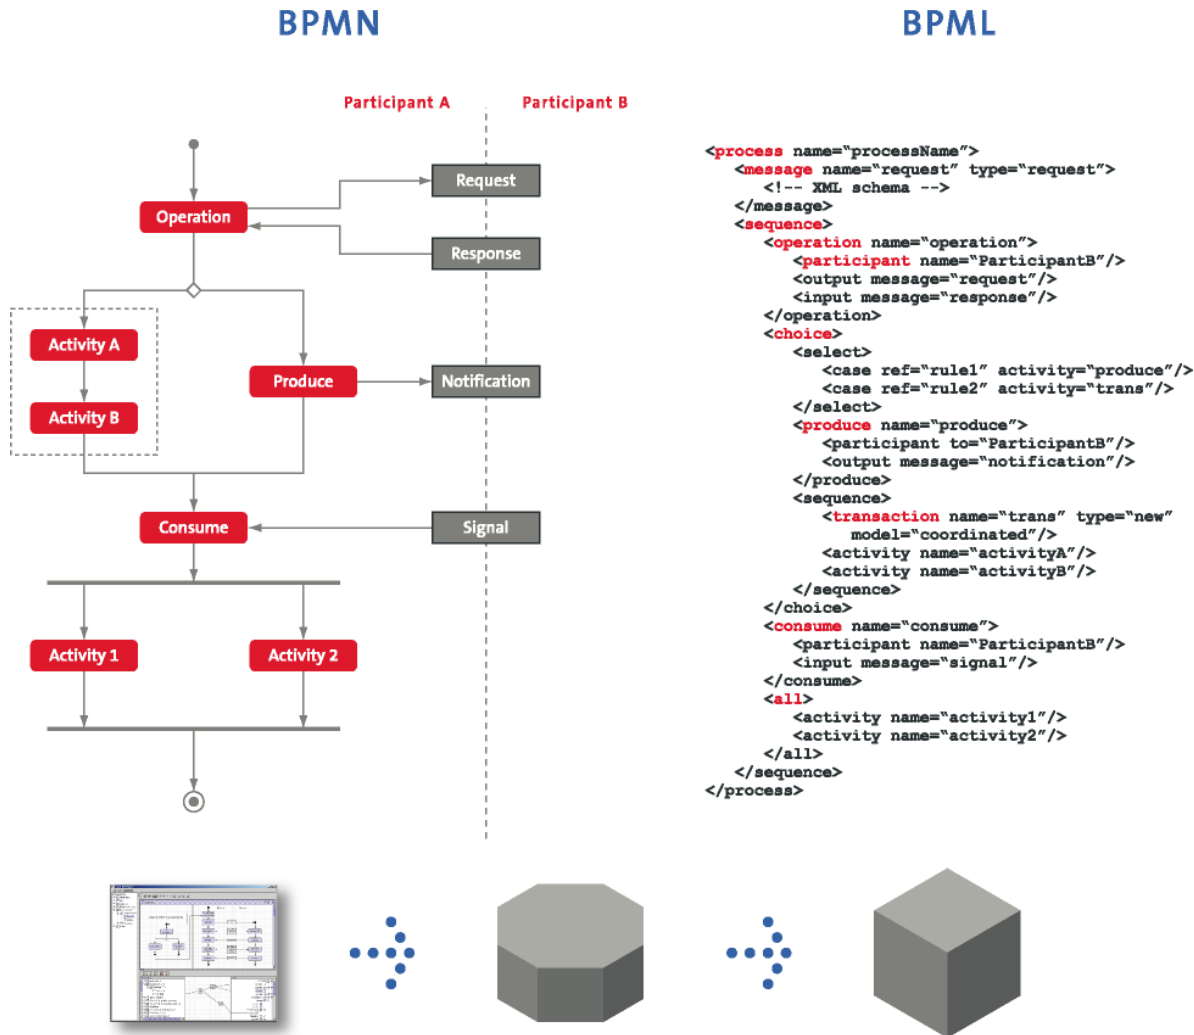 BPMN
BPML
Participant A
Participant B
Request
Operation
Response
Activity A
Produce
Notification
Activity B
Consume
Signal
Activity 1
Activity 2
<process name=“processName”>
<message name=“request” type=“request”>
<!-- XML schema -->
</message>
<sequence>
<operation name=“operation”>
<participant name=“ParticipantB”/>
<output message=“request”/>
<input message=“response”/>
</operation>
<choice>
<select>
<case ref=“rule1” activity=“produce”/>
<case ref=“rule2” activity=“trans”/>
</select>
<produce name=“produce”>
<participant to=“ParticipantB”/>
<output message=“notification”/>
</produce>
<sequence>
<transaction name=“trans” type=“new”
model=“coordinated”/>
<activity name=“activityA”/>
<activity name=“activityB”/>
</sequence>
</choice>
<consume name=“consume”>
<participant name=“ParticipantB”/>
<input message=“signal”/>
</consume>
<all>
<activity name=“activity1”/>
<activity name=“activity2”/>
</all>
</sequence>
</process>